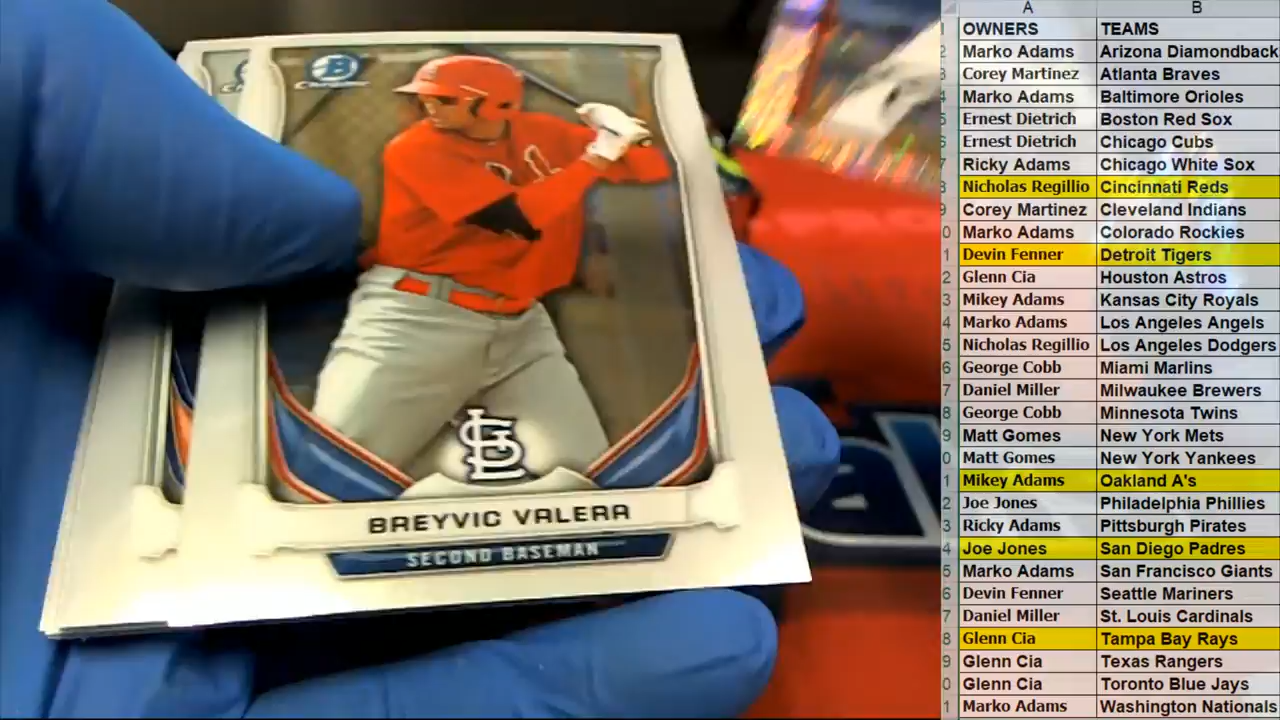 B
Chrome
STL
BREYVIC VALERA
SECOND BASEMAN
A B
OWNERS TEAMS
Marko Adams Arizona Diamondback
Corey Martinez Atlanta Braves
Marko Adams Baltimore Orioles
Ernest Dietrich Boston Red Sox
Ernest Dietrich Chicago Cubs
Ricky Adams Chicago White Sox
Nicholas Regillio Cincinnati Reds
Corey Martinez Cleveland Indians
Marko Adams Colorado Rockies
Devin Fenner Detroit Tigers
Glenn Cia Houston Astros
Mikey Adams Kansas City Royals
Marko Adams Los Angeles Angels
Nicholas Regillio Los Angeles Dodgers
George Cobb Miami Marlins
Daniel Miller Milwaukee Brewers
George Cobb Minnesota Twins
Matt Gomes New York Mets
Matt Gomes New York Yankees
Mikey Adams Oakland A's
Joe Jones Philadelphia Phillies
Ricky Adams Pittsburgh Pirates
Joe Jones San Diego Padres
Marko Adams San Francisco Giants
Devin Fenner Seattle Mariners
Daniel Miller St. Louis Cardinals
Glenn Cia Tampa Bay Rays
Glenn Cia Texas Rangers
Glenn Cia Toronto Blue Jays
Marko Adams Washington Nationals